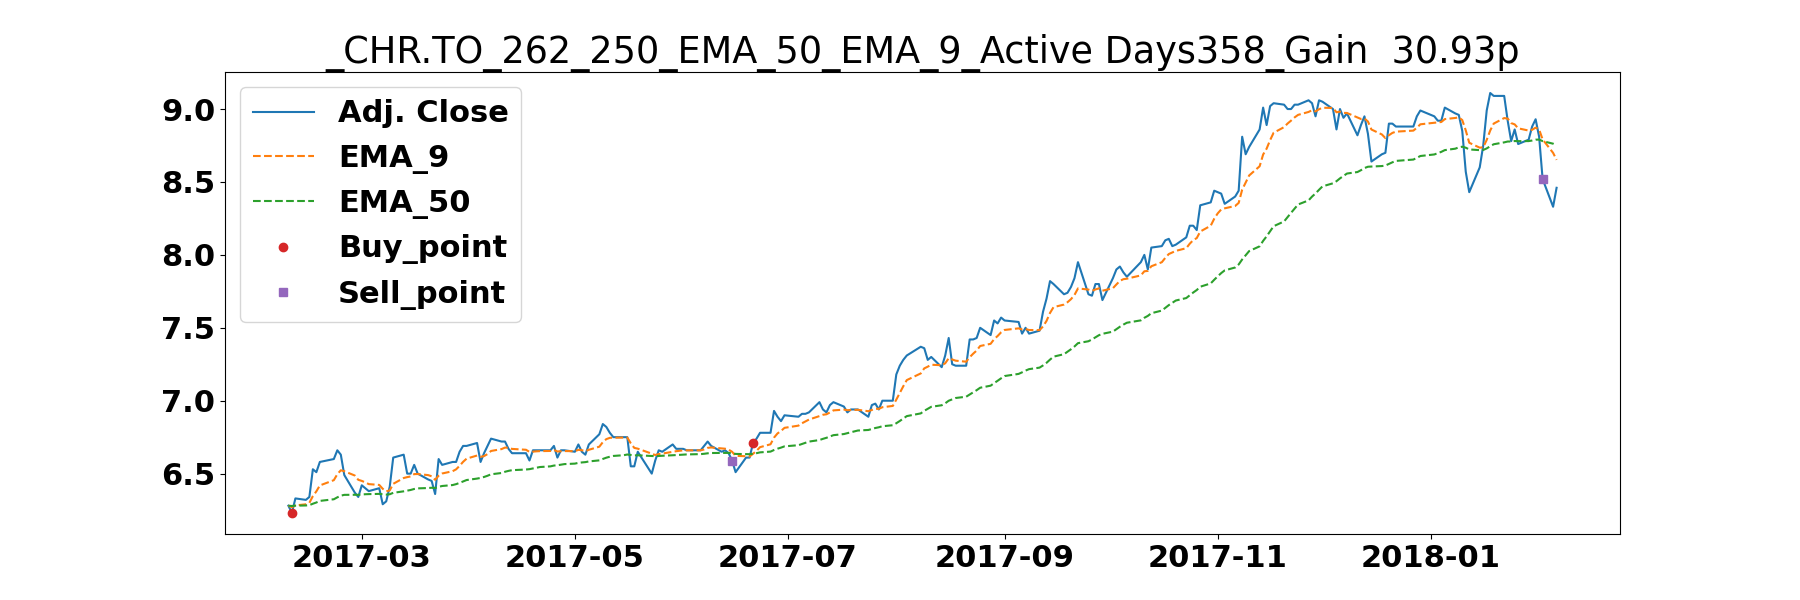 _CHR.TO_262_250_EMA_50_EMA_9_Active Days358_Gain  30.93p
Adj. Close
EMA_9
EMA_50
Buy_point
Sell_point
9.0
8.5
8.0
7.5
7.0
6.5
2017-03 2017-05 2017-07 2017-09 2017-11 2018-01